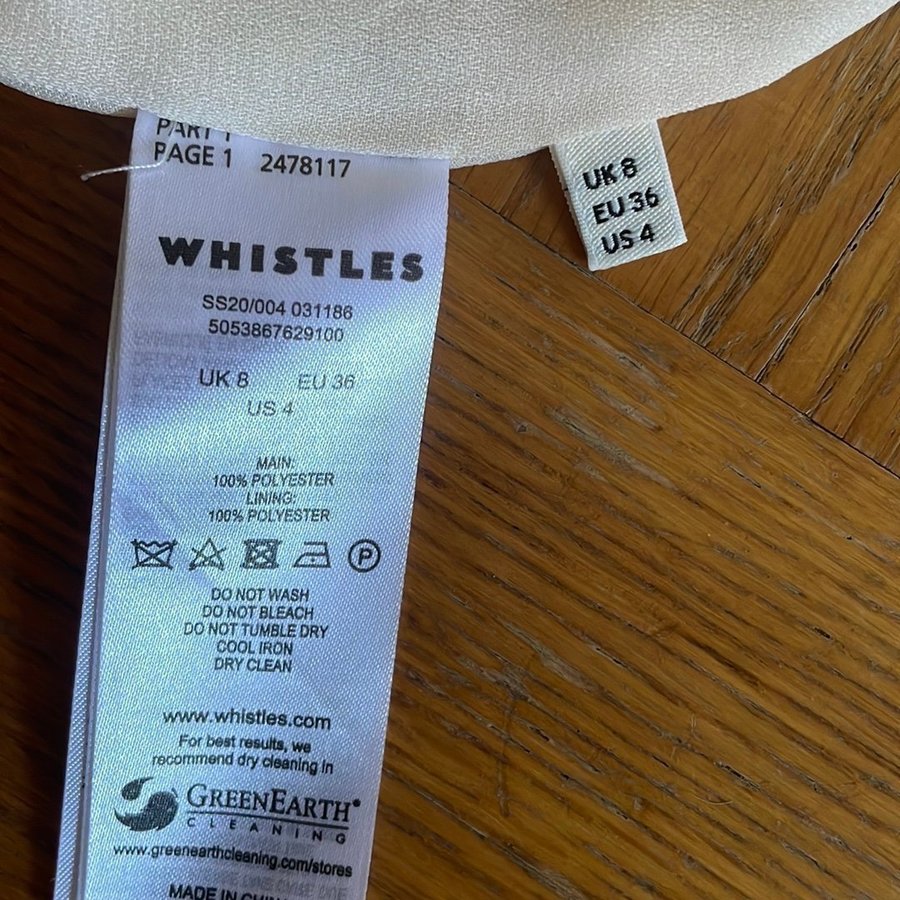 PART 1
PAGE 1 2478117
WHISTLES
SS20/004 031186
5053867629100
UK 8 EU 36
US 4
MAIN:
100% POLYESTER
LINING:
100% POLYESTER
P
DO NOT WASH
DO NOT BLEACH
DO NOT TUMBLE DRY
COOL IRON
DRY CLEAN
www.whistles.com
For best results, we
recommend dry cleaning in
GREENEARTH®
CLEANING
www.greenearthcleaning.com/stores
MADE IN
UK 8
EU 36
US 4